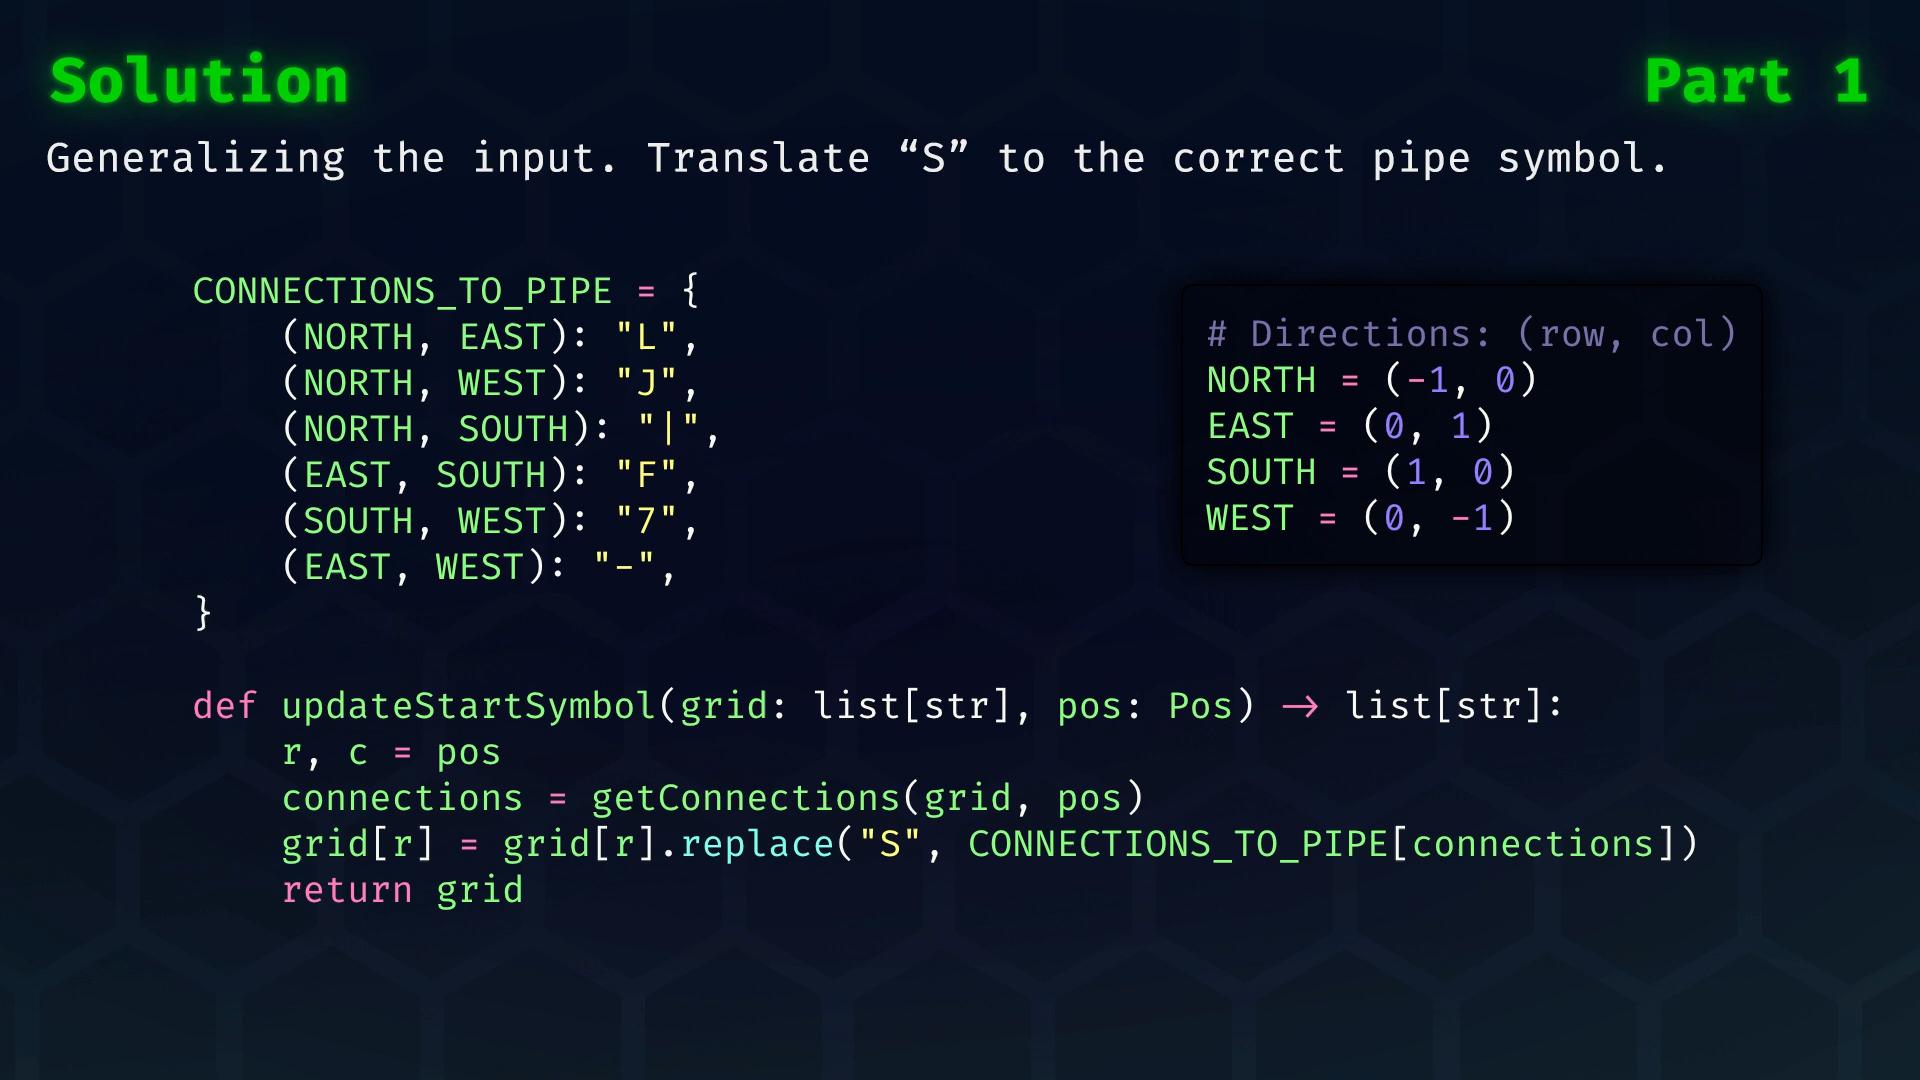 Solution
Part 1
Generalizing the input. Translate “S” to the correct pipe symbol.
CONNECTIONS_TO_PIPE = {
    (NORTH, EAST): "L",
    (NORTH, WEST): "J",
    (NORTH, SOUTH): "|",
    (EAST, SOUTH): "F",
    (SOUTH, WEST): "7",
    (EAST, WEST): "-",
}
# Directions: (row, col)
NORTH = (-1, 0)
EAST = (0, 1)
SOUTH = (1, 0)
WEST = (0, -1)
def updateStartSymbol(grid: list[str], pos: Pos) -> list[str]:
    r, c = pos
    connections = getConnections(grid, pos)
    grid[r] = grid[r].replace("S", CONNECTIONS_TO_PIPE[connections])
    return grid